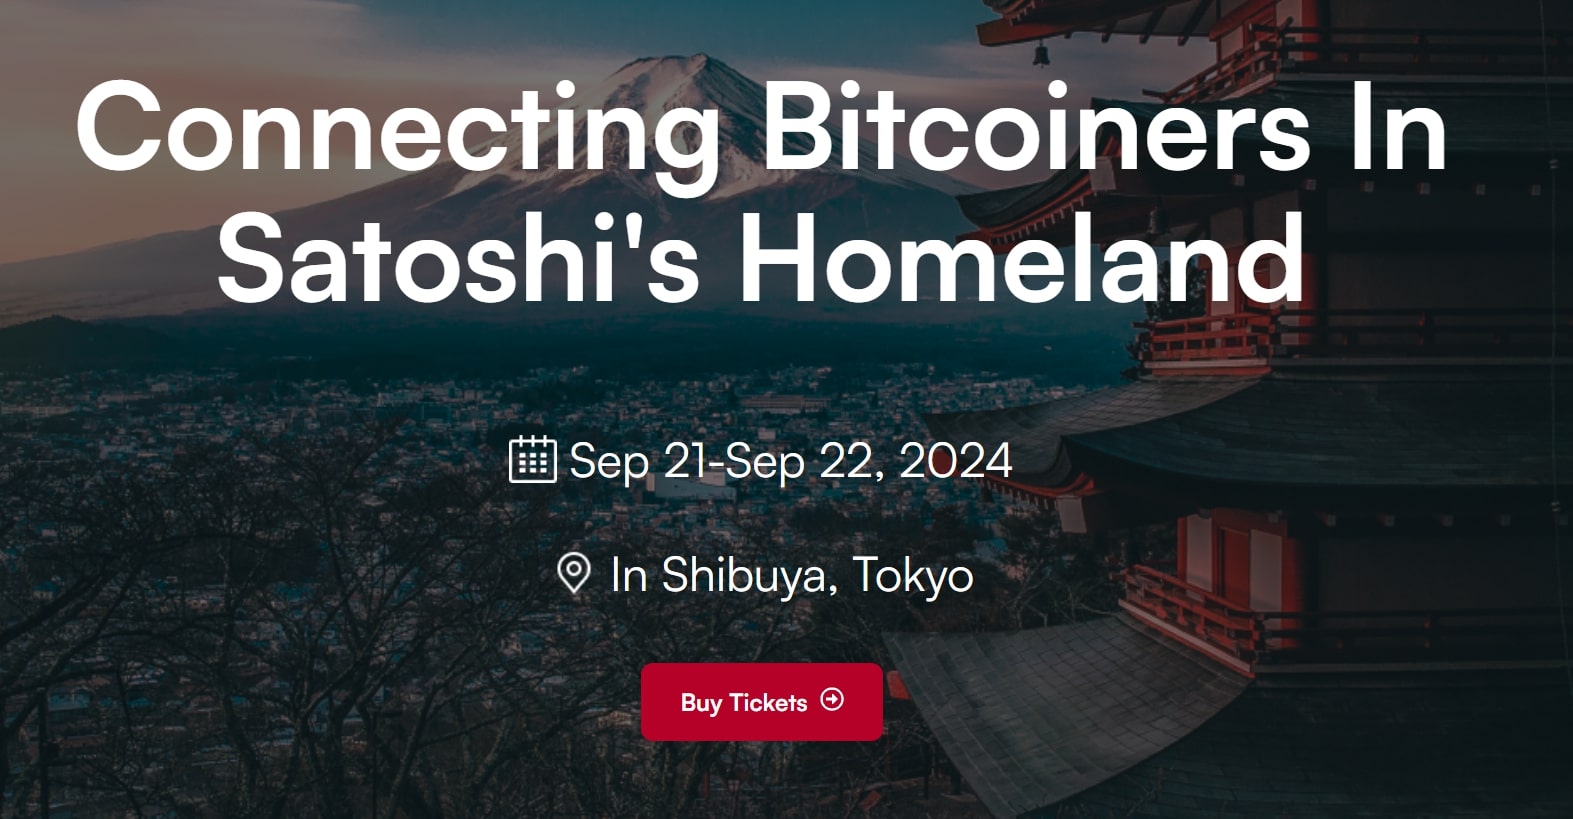 Connecting Bitcoiners In
Satoshi's Homeland
Sep 21-Sep 22, 2024
In Shibuya, Tokyo
Buy Tickets